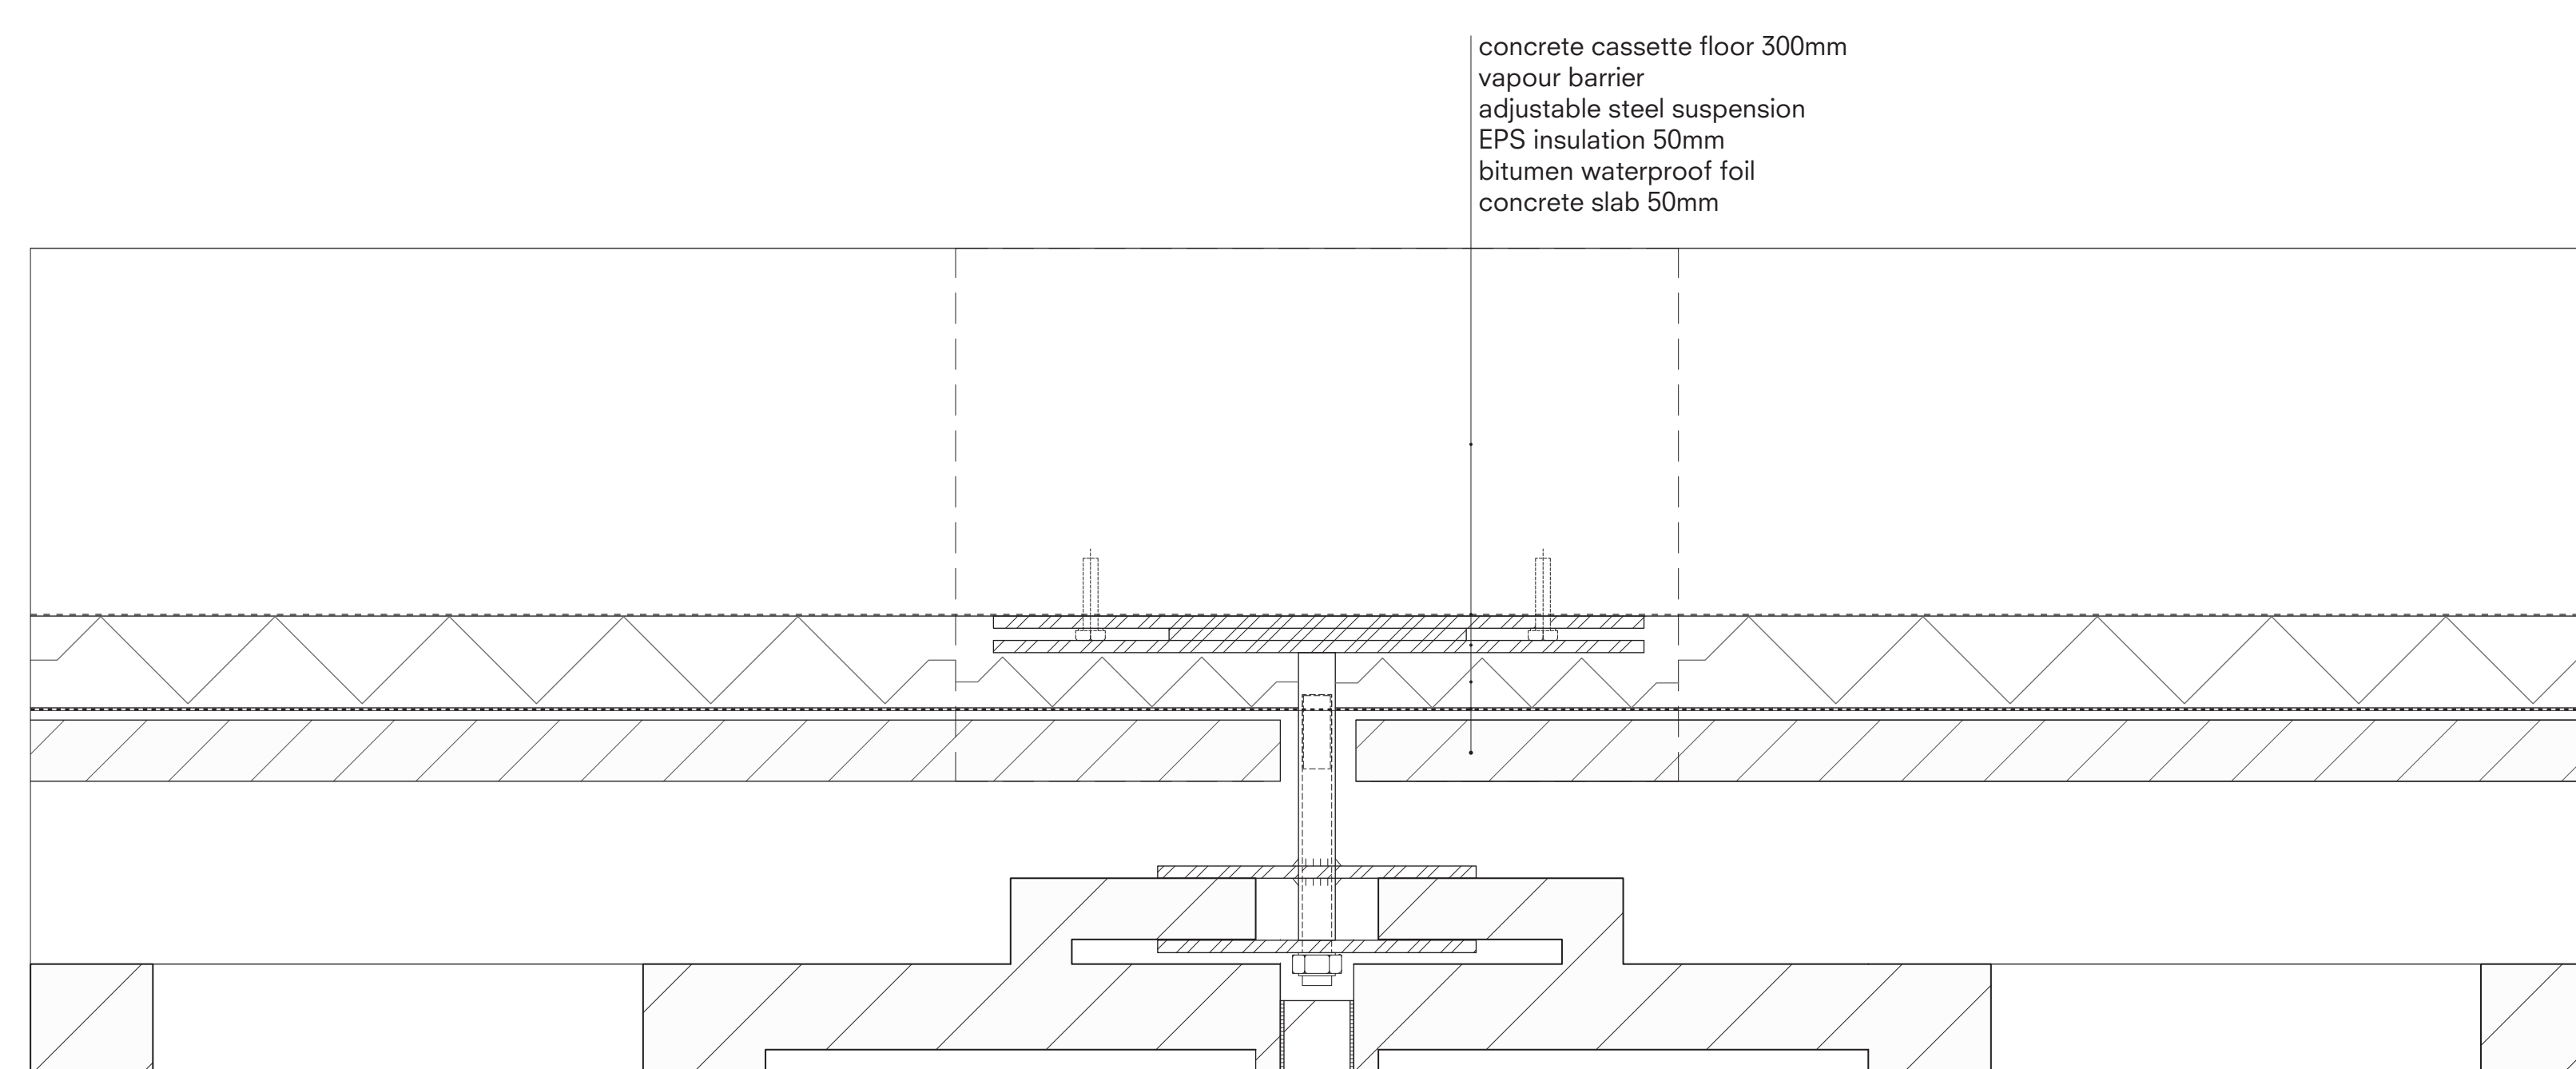 concrete cassette floor 300mm
vapour barrier
adjustable steel suspension
EPS insulation 50mm
bitumen waterproof foil
concrete slab 50mm